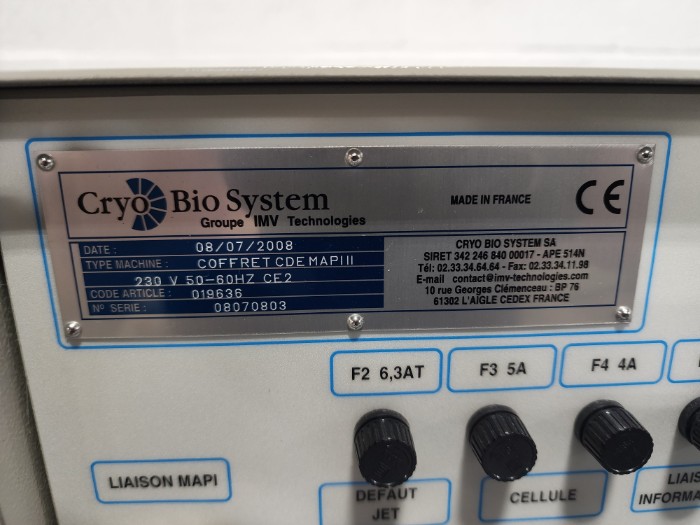 Cryo Bio System
Groupe IMV Technologies
MADE IN FRANCE
CE
DATE : 08/07/2008
TYPE MACHINE : COFFRET CDE MAPIII
230 V 50-60HZ CE2
CODE ARTICLE : 019636
N° SERIE : 08070803
CRYO BIO SYSTEM SA
SIRET 342 246 840 00017 - APE 514N
Tél: 02.33.34.64.64 - Fax: 02.33.34.11.98
E-mail contact@imv-technologies.com
10 rue Georges Clémenceau : BP 76
61302 L'AIGLE CEDEX FRANCE
F2 6,3AT
F3 5A
F4 4A
LIAISON MAPI
DEFAUT
JET
CELLULE